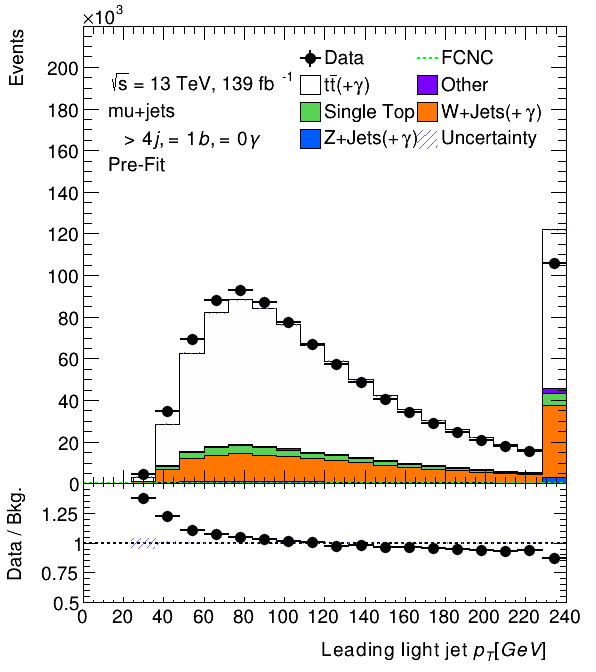 ×10³
Events
200
180
160
140
120
100
80
60
40
20
0
√s = 13 TeV, 139 fb⁻¹
mu+jets
> 4j, = 1b, = 0γ
Pre-Fit
Data
FCNC
tt̄(+γ)
Other
Single Top
W+Jets(+γ)
Z+Jets(+γ)
Uncertainty
Data / Bkg.
1.25
1
0.75
0.5
0 20 40 60 80 100 120 140 160 180 200 220 240
Leading light jet p_T[GeV]